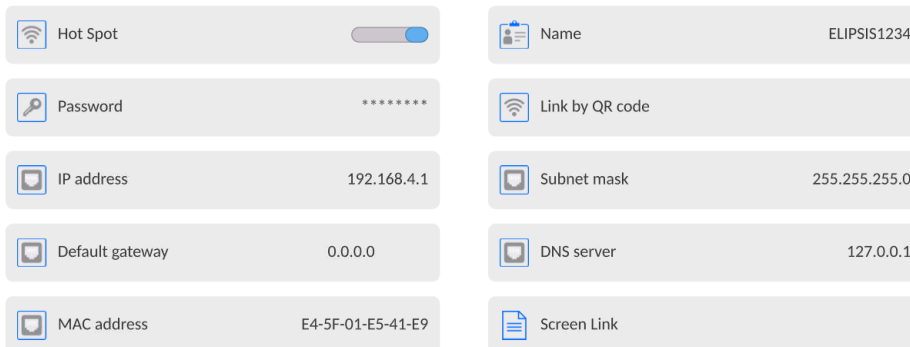 Hot Spot
Name ELIPSIS1234
Password ********
Link by QR code
IP address 192.168.4.1
Subnet mask 255.255.255.0
Default gateway 0.0.0.0
DNS server 127.0.0.1
MAC address E4-5F-01-E5-41-E9
Screen Link